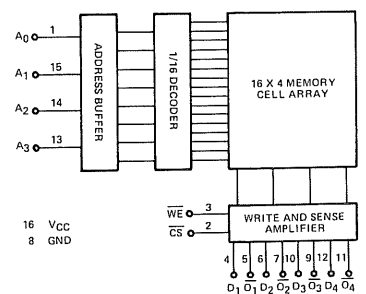 A0 1
A1 15
A2 14
A3 13
ADDRESS BUFFER
1/16 DECODER
16 X 4 MEMORY
CELL ARRAY
WE 3
CS 2
WRITE AND SENSE
AMPLIFIER
16 VCC
8 GND
4 5 6 7 10 9 12 11
D1 O1 D2 O2 D3 O3 D4 O4